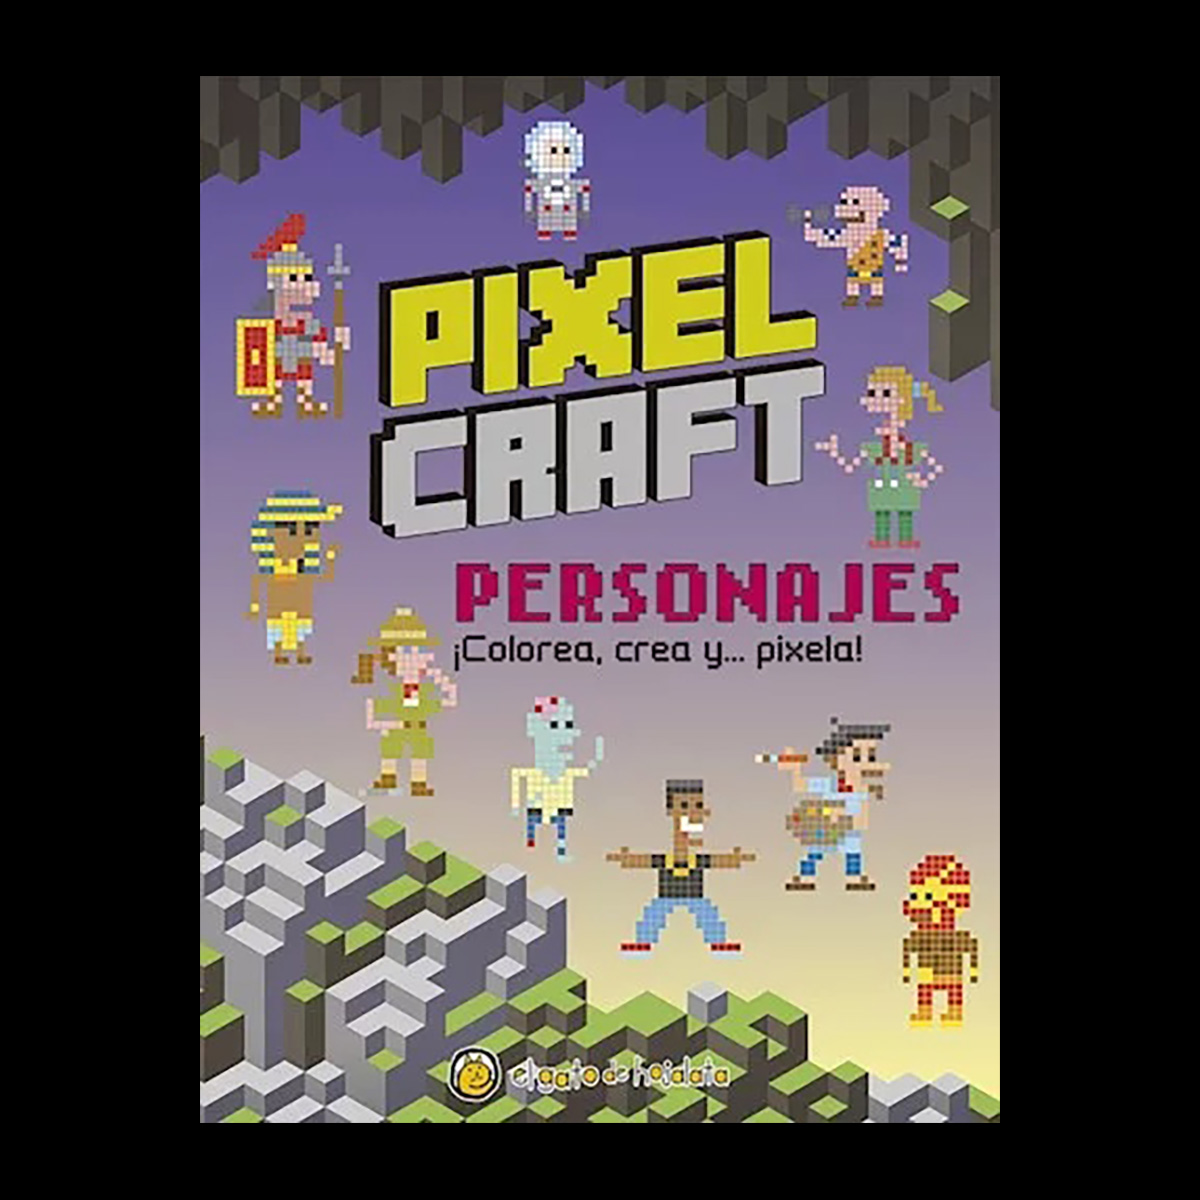 PIXEL
CRAFT
PERSONAJES
¡Colorea, crea y... pixela!
el gato de hojalata